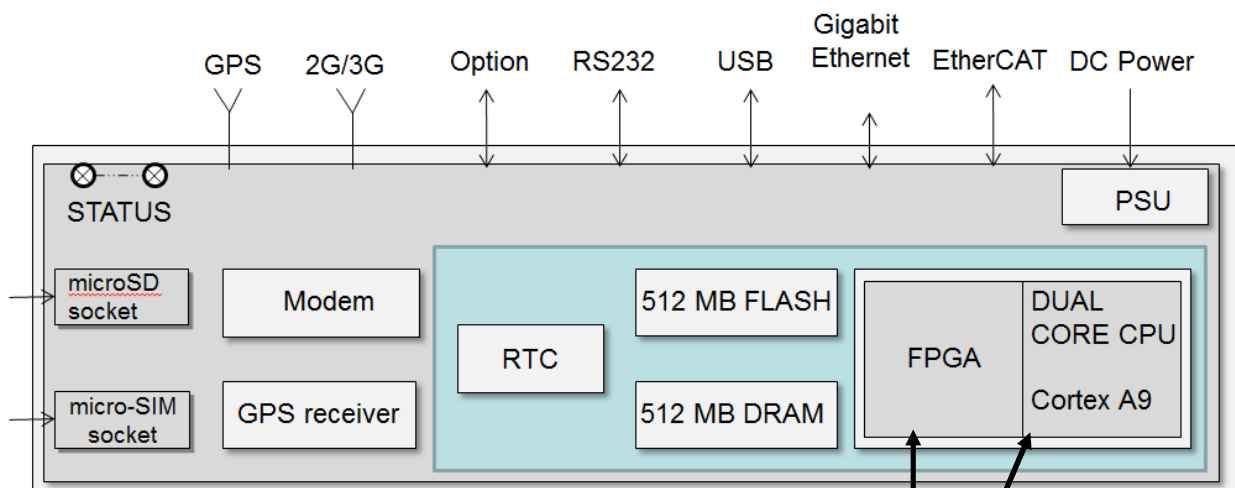 GPS
2G/3G
Option
RS232
USB
Gigabit
Ethernet
EtherCAT
DC Power
STATUS
PSU
microSD
socket
Modem
512 MB FLASH
DUAL
CORE CPU
RTC
FPGA
micro-SIM
socket
GPS receiver
512 MB DRAM
Cortex A9